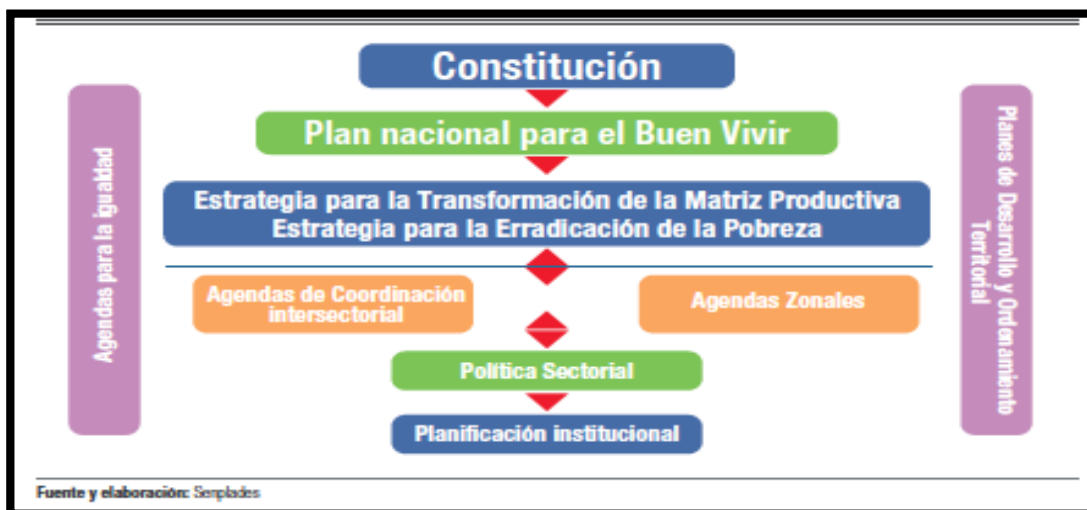 Constitución
Plan nacional para el Buen Vivir
Estrategia para la Transformación de la Matriz Productiva
Estrategia para la Erradicación de la Pobreza
Agendas de Coordinación
intersectorial
Agendas Zonales
Política Sectorial
Planificación institucional
Agendas para la igualdad
Planes de Desarrollo y Ordenamiento
Territorial
Fuente y elaboración: Senplades